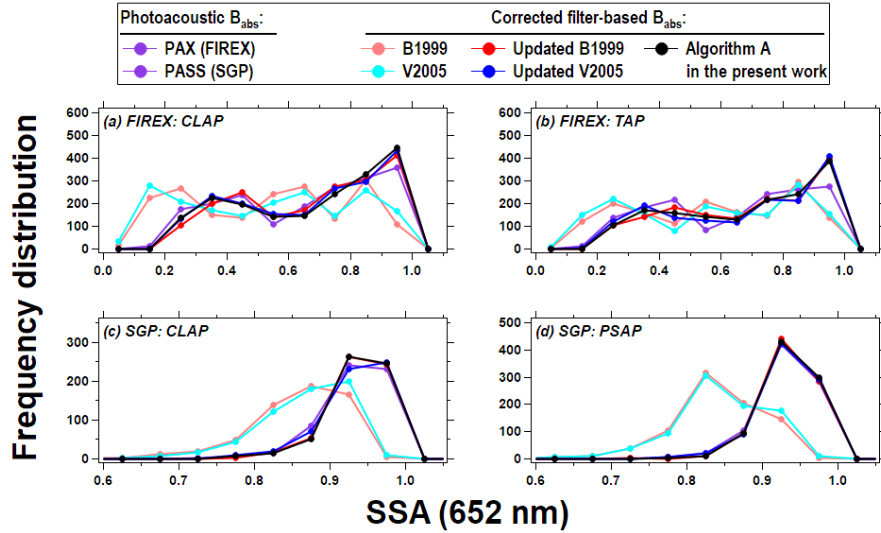 Photoacoustic Babs:
Corrected filter-based Babs:
PAX (FIREX)
B1999
Updated B1999
Algorithm A
PASS (SGP)
V2005
Updated V2005
in the present work
Frequency distribution
(a) FIREX: CLAP
600
500
400
300
200
100
0
0.0 0.2 0.4 0.6 0.8 1.0
(b) FIREX: TAP
600
500
400
300
200
100
0
0.0 0.2 0.4 0.6 0.8 1.0
(c) SGP: CLAP
300
200
100
0
0.6 0.7 0.8 0.9 1.0
(d) SGP: PSAP
500
400
300
200
100
0
0.6 0.7 0.8 0.9 1.0
SSA (652 nm)